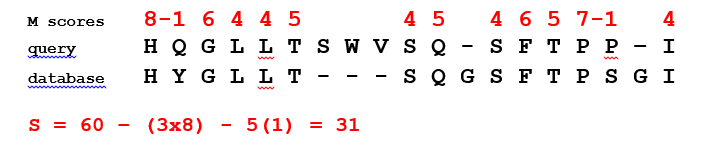 M scores 8-1 6 4 4 5 4 5 4 6 5 7-1 4
query H Q G L L T S W V S Q - S F T P P - I
database H Y G L L T - - - S Q G S F T P S G I
S = 60 – (3x8) - 5(1) = 31